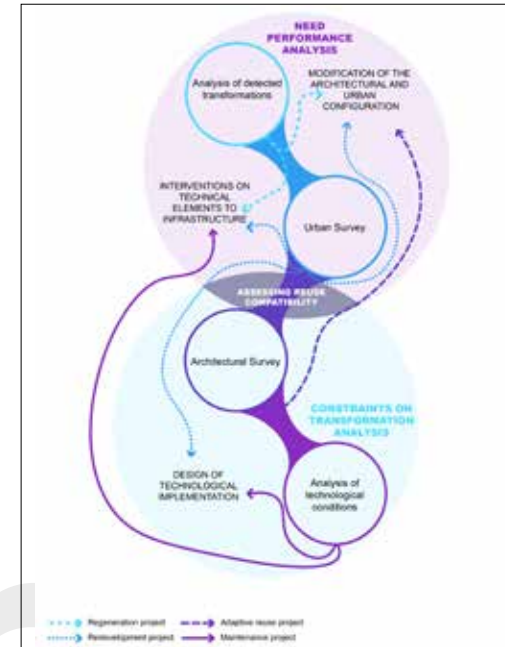 NEED
PERFORMANCE
ANALYSIS
Analysis of detected
transformations
MODIFICATION OF THE
ARCHITECTURAL AND
URBAN
CONFIGURATION
INTERVENTIONS ON
TECHNICAL
ELEMENTS TO
INFRASTRUCTURE
Urban Survey
ASSESSING REUSE
COMPATIBILITY
Architectural Survey
CONSTRAINTS ON
TRANSFORMATION
ANALYSIS
DESIGN OF
TECHNOLOGICAL
IMPLEMENTATION
Analysis of
technological
conditions
Regeneration project
Adaptive reuse project
Redevelopment project
Maintenance project